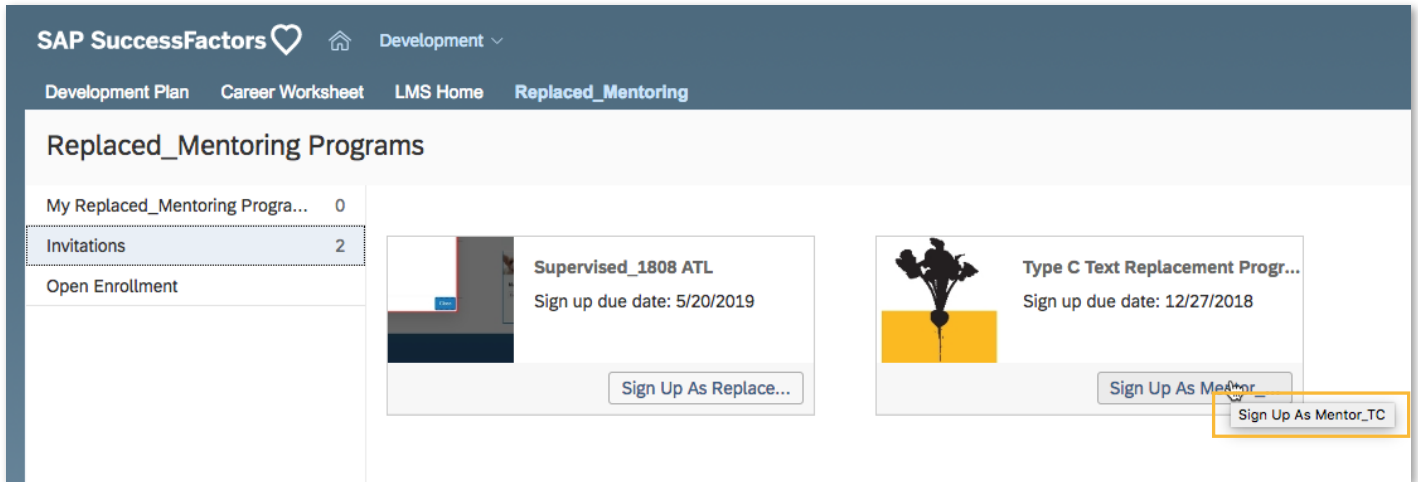 SAP SuccessFactors Development
Development Plan Career Worksheet LMS Home Replaced_Mentoring
Replaced_Mentoring Programs
My Replaced_Mentoring Progra... 0
Invitations 2
Open Enrollment
Supervised_1808 ATL
Sign up due date: 5/20/2019
Sign Up As Replace...
Type C Text Replacement Progr...
Sign up due date: 12/27/2018
Sign Up As Mentor_...
Sign Up As Mentor_TC